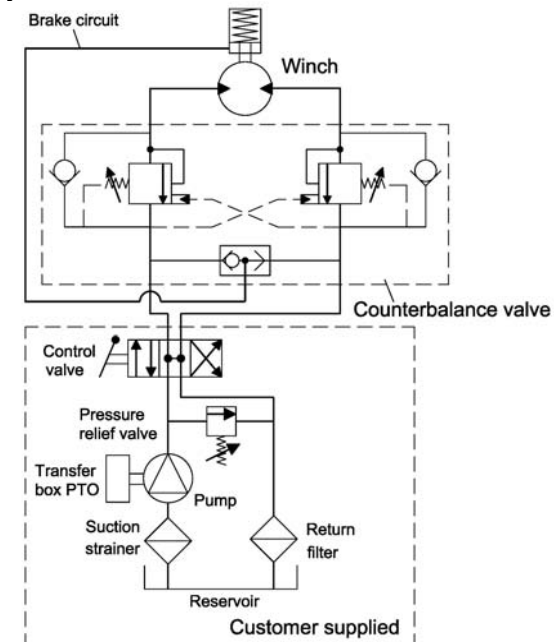 Brake circuit
Winch
Counterbalance valve
Control
valve
Pressure
relief valve
Transfer
box PTO
Pump
Suction
strainer
Return
filter
Reservoir
Customer supplied